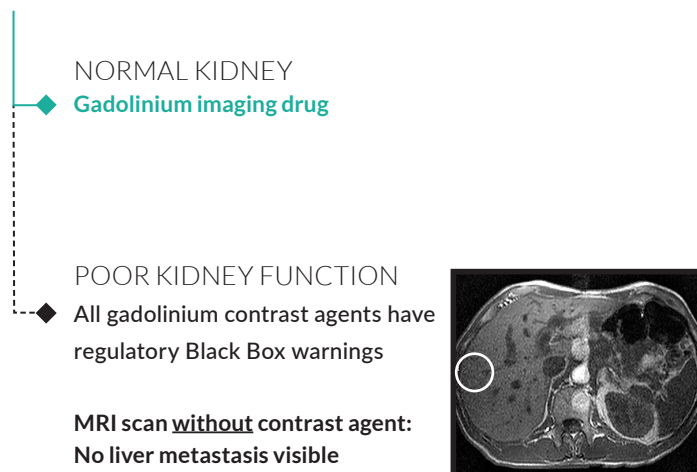 NORMAL KIDNEY
Gadolinium imaging drug
POOR KIDNEY FUNCTION
All gadolinium contrast agents have
regulatory Black Box warnings
MRI scan without contrast agent:
No liver metastasis visible